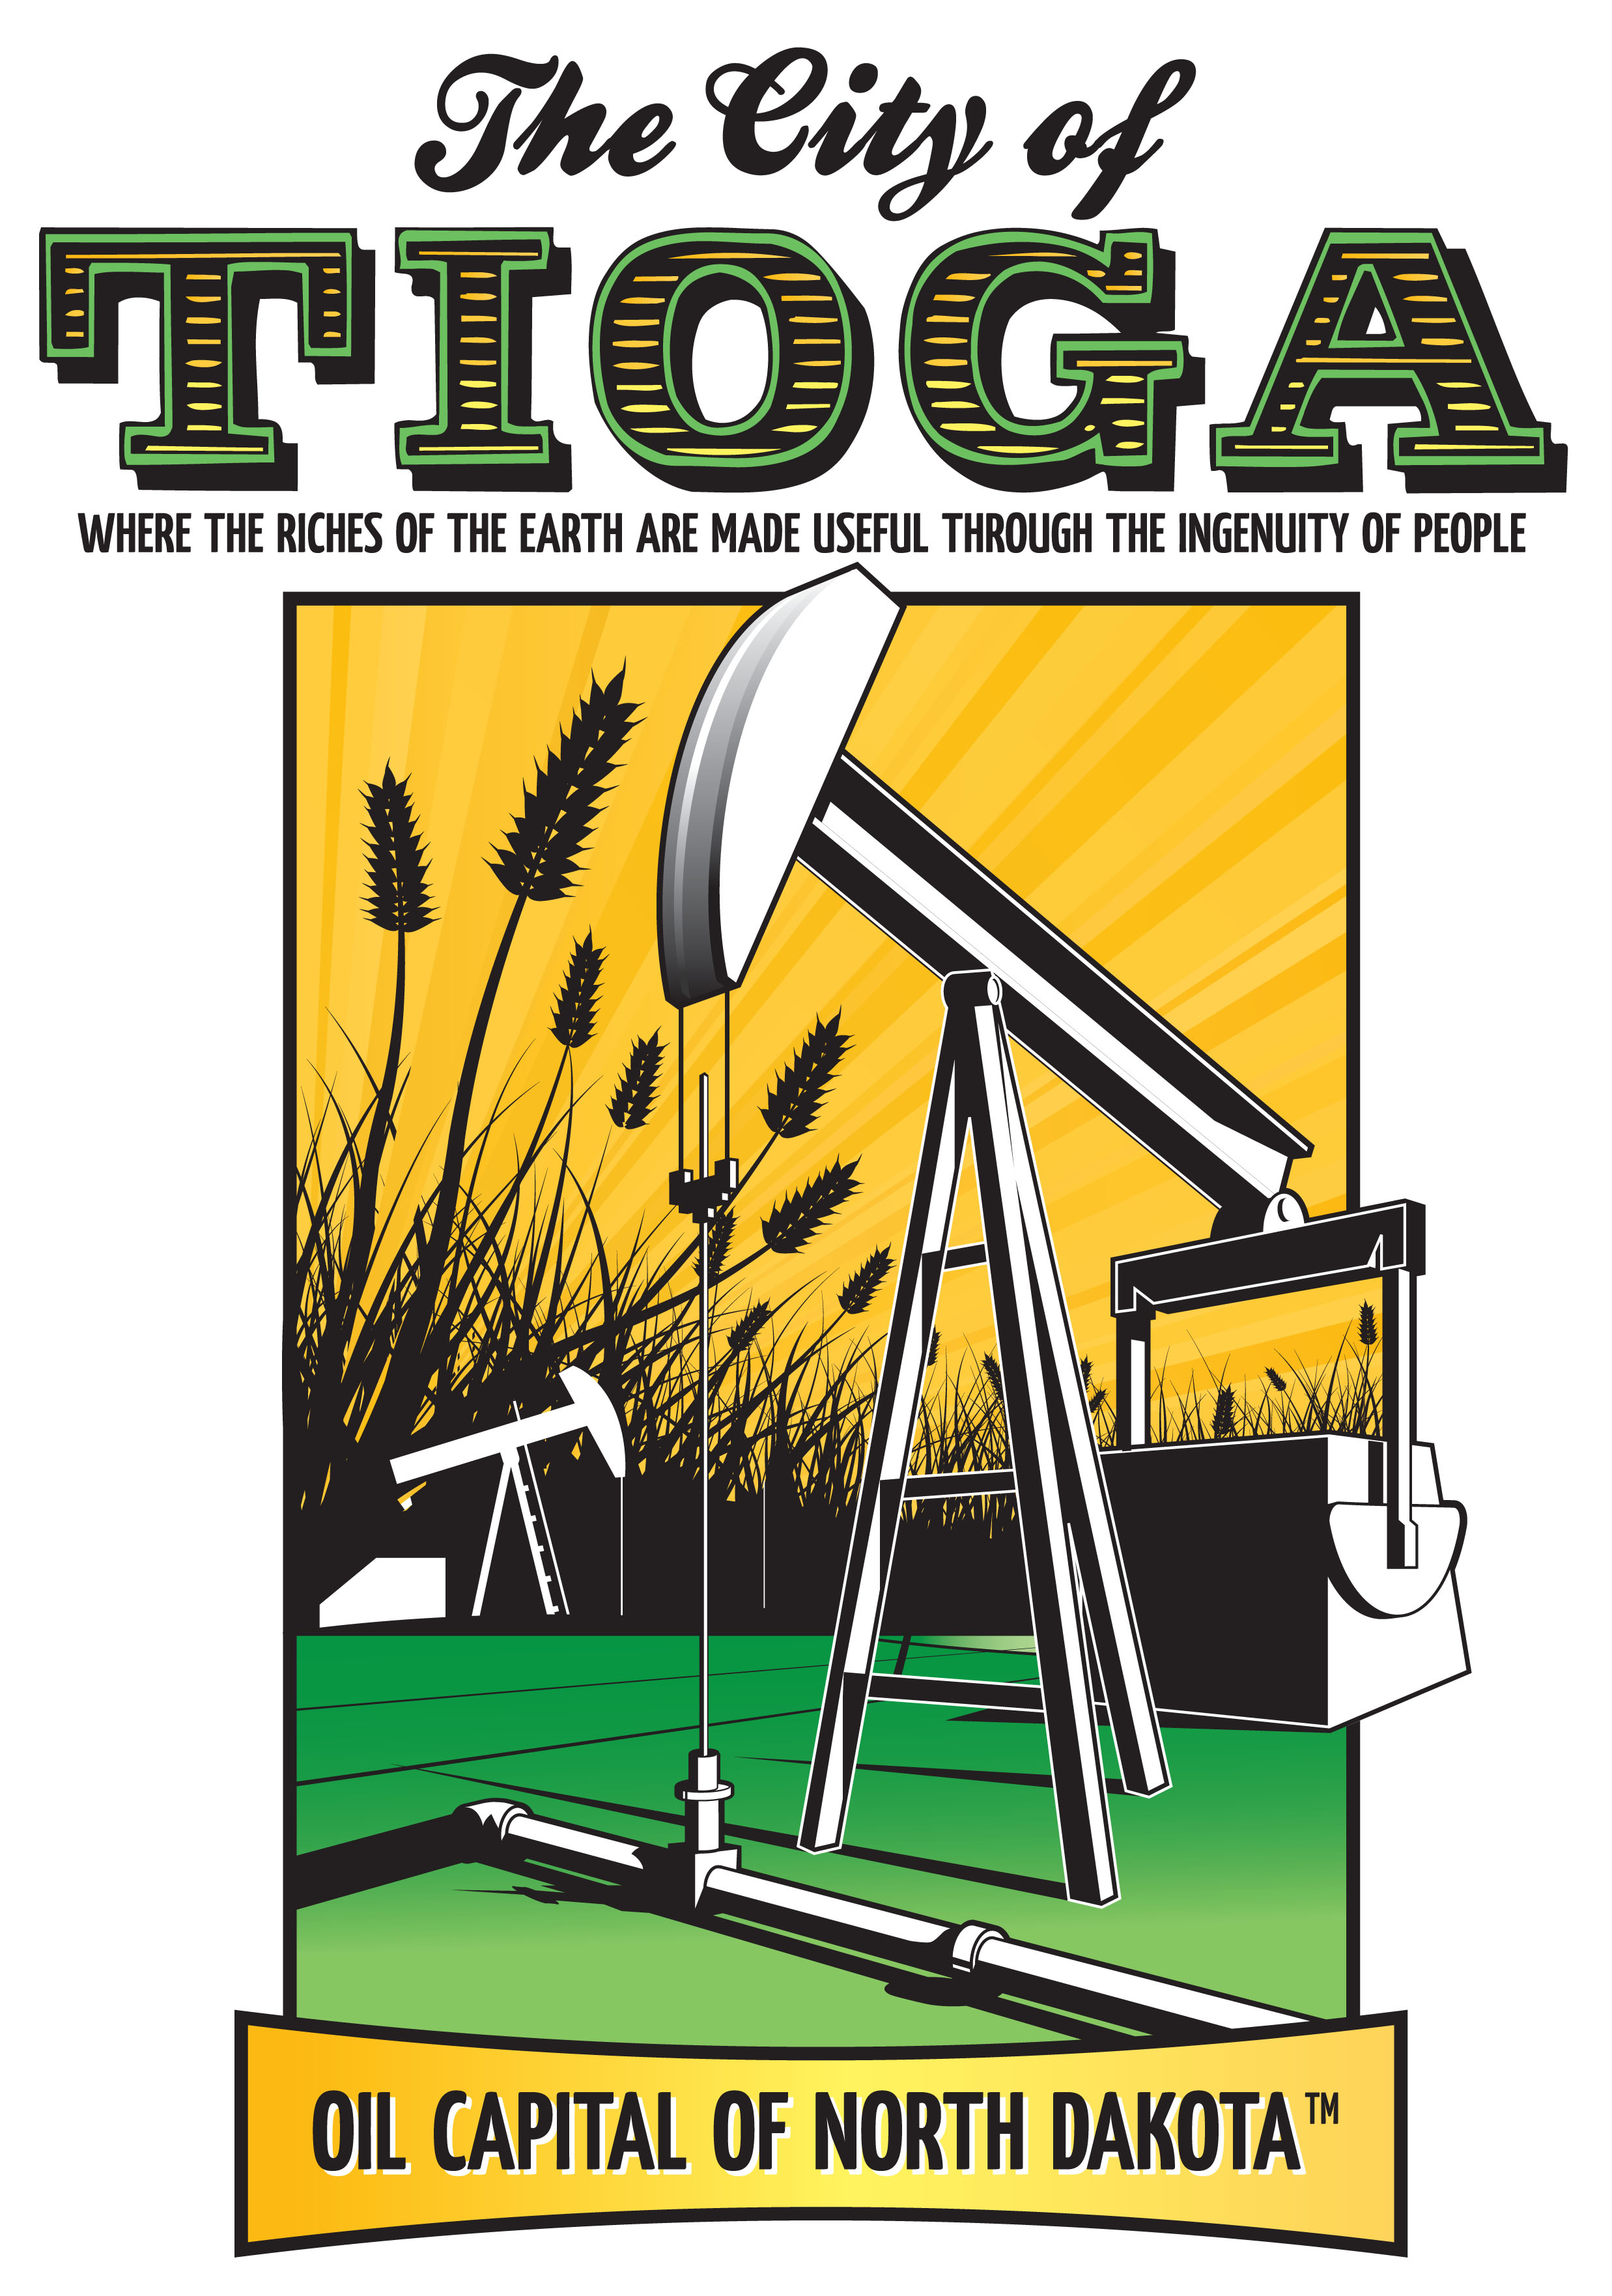 The City of
TIOGA
WHERE THE RICHES OF THE EARTH ARE MADE USEFUL THROUGH THE INGENUITY OF PEOPLE
OIL CAPITAL OF NORTH DAKOTA™